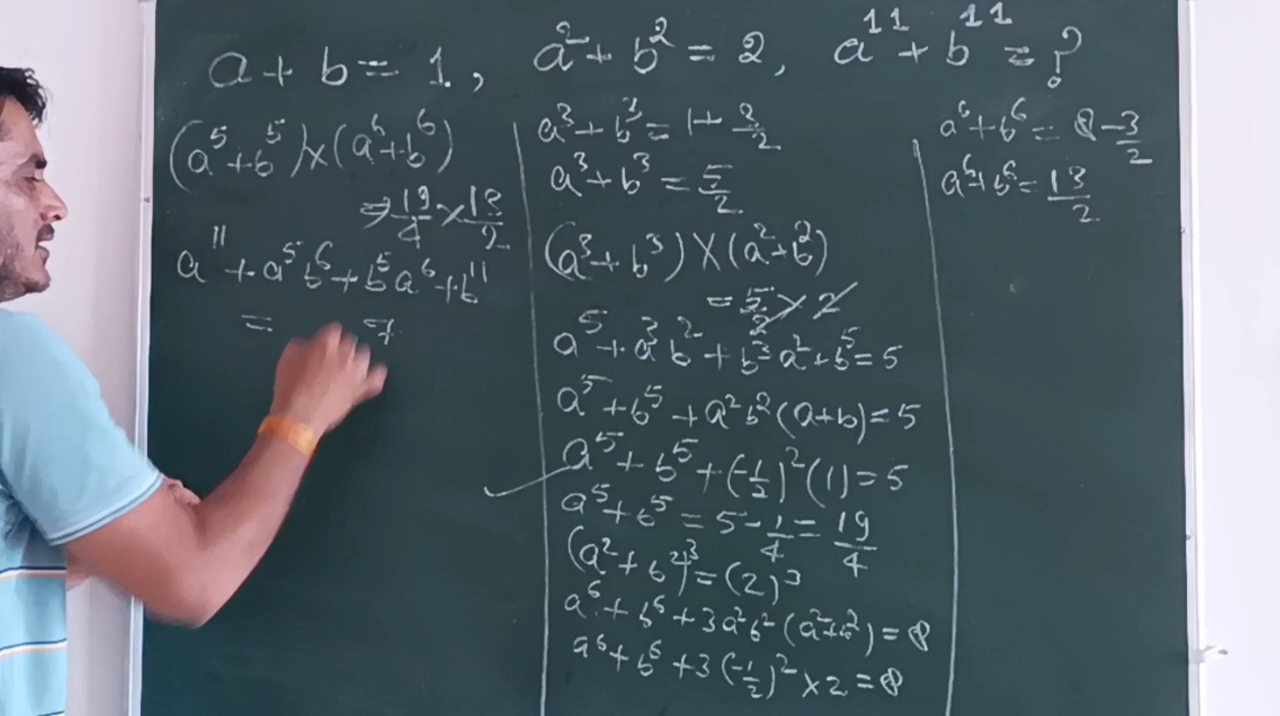 a + b = 1, a² + b² = 2, a¹¹ + b¹¹ = ?
(a⁵ + b⁵) × (a⁶ + b⁶)
⇒ 19/4 × 13/2
a¹¹ + a⁵b⁶ + b⁵a⁶ + b¹¹
=
a³ + b³ = 1 + 3/2
a³ + b³ = 5/2
(a³ + b³) × (a² + b²)
= 5/2 × 2
a⁵ + a³b² + b³a² + b⁵ = 5
a⁵ + b⁵ + a²b²(a + b) = 5
a⁵ + b⁵ + (-1/2)²(1) = 5
a⁵ + b⁵ = 5 - 1/4 = 19/4
(a² + b²)³ = (2)³
a⁶ + b⁶ + 3a²b²(a² + b²) = 8
a⁶ + b⁶ + 3(-1/2)² × 2 = 8
a⁶ + b⁶ = 8 - 3/2
a⁶ + b⁶ = 13/2